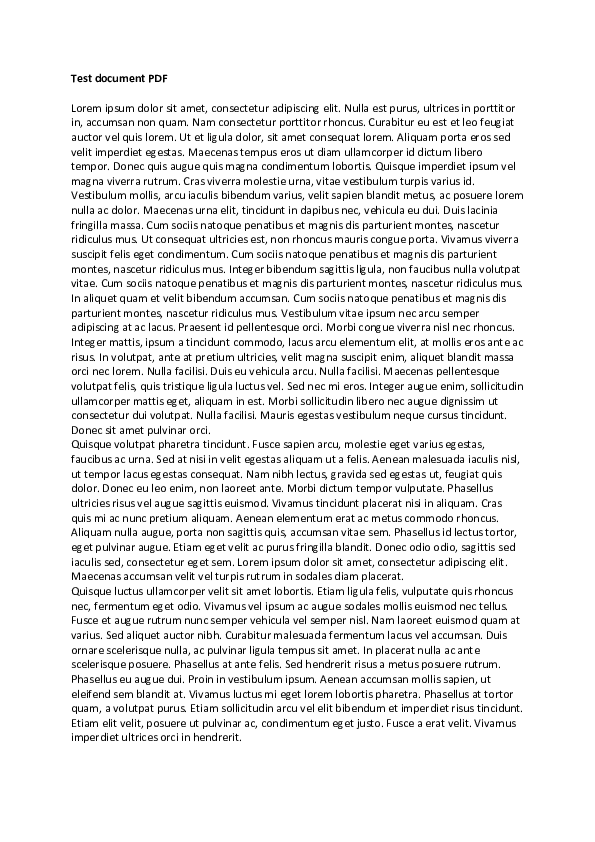 Test document PDF
Lorem ipsum dolor sit amet, consectetur adipiscing elit. Nulla est purus, ultrices in porttitor
in, accumsan non quam. Nam consectetur porttitor rhoncus. Curabitur eu est et leo feugiat
auctor vel quis lorem. Ut et ligula dolor, sit amet consequat lorem. Aliquam porta eros sed
velit imperdiet egestas. Maecenas tempus eros ut diam ullamcorper id dictum libero
tempor. Donec quis augue quis magna condimentum lobortis. Quisque imperdiet ipsum vel
magna viverra rutrum. Cras viverra molestie urna, vitae vestibulum turpis varius id.
Vestibulum mollis, arcu iaculis bibendum varius, velit sapien blandit metus, ac posuere lorem
nulla ac dolor. Maecenas urna elit, tincidunt in dapibus nec, vehicula eu dui. Duis lacinia
fringilla massa. Cum sociis natoque penatibus et magnis dis parturient montes, nascetur
ridiculus mus. Ut consequat ultricies est, non rhoncus mauris congue porta. Vivamus viverra
suscipit felis eget condimentum. Cum sociis natoque penatibus et magnis dis parturient
montes, nascetur ridiculus mus. Integer bibendum sagittis ligula, non faucibus nulla volutpat
vitae. Cum sociis natoque penatibus et magnis dis parturient montes, nascetur ridiculus mus.
In aliquet quam et velit bibendum accumsan. Cum sociis natoque penatibus et magnis dis
parturient montes, nascetur ridiculus mus. Vestibulum vitae ipsum nec arcu semper
adipiscing at ac lacus. Praesent id pellentesque orci. Morbi congue viverra nisl nec rhoncus.
Integer mattis, ipsum a tincidunt commodo, lacus arcu elementum elit, at mollis eros ante ac
risus. In volutpat, ante at pretium ultricies, velit magna suscipit enim, aliquet blandit massa
orci nec lorem. Nulla facilisi. Duis eu vehicula arcu. Nulla facilisi. Maecenas pellentesque
volutpat felis, quis tristique ligula luctus vel. Sed nec mi eros. Integer augue enim, sollicitudin
ullamcorper mattis eget, aliquam in est. Morbi sollicitudin libero nec augue dignissim ut
consectetur dui volutpat. Nulla facilisi. Mauris egestas vestibulum neque cursus tincidunt.
Donec sit amet pulvinar orci.
Quisque volutpat pharetra tincidunt. Fusce sapien arcu, molestie eget varius egestas,
faucibus ac urna. Sed at nisi in velit egestas aliquam ut a felis. Aenean malesuada iaculis nisl,
ut tempor lacus egestas consequat. Nam nibh lectus, gravida sed egestas ut, feugiat quis
dolor. Donec eu leo enim, non laoreet ante. Morbi dictum tempor vulputate. Phasellus
ultricies risus vel augue sagittis euismod. Vivamus tincidunt placerat nisi in aliquam. Cras
quis mi ac nunc pretium aliquam. Aenean elementum erat ac metus commodo rhoncus.
Aliquam nulla augue, porta non sagittis quis, accumsan vitae sem. Phasellus id lectus tortor,
eget pulvinar augue. Etiam eget velit ac purus fringilla blandit. Donec odio odio, sagittis sed
iaculis sed, consectetur eget sem. Lorem ipsum dolor sit amet, consectetur adipiscing elit.
Maecenas accumsan velit vel turpis rutrum in sodales diam placerat.
Quisque luctus ullamcorper velit sit amet lobortis. Etiam ligula felis, vulputate quis rhoncus
nec, fermentum eget odio. Vivamus vel ipsum ac augue sodales mollis euismod nec tellus.
Fusce et augue rutrum nunc semper vehicula vel semper nisl. Nam laoreet euismod quam at
varius. Sed aliquet auctor nibh. Curabitur malesuada fermentum lacus vel accumsan. Duis
ornare scelerisque nulla, ac pulvinar ligula tempus sit amet. In placerat nulla ac ante
scelerisque posuere. Phasellus at ante felis. Sed hendrerit risus a metus posuere rutrum.
Phasellus eu augue dui. Proin in vestibulum ipsum. Aenean accumsan mollis sapien, ut
eleifend sem blandit at. Vivamus luctus mi eget lorem lobortis pharetra. Phasellus at tortor
quam, a volutpat purus. Etiam sollicitudin arcu vel elit bibendum et imperdiet risus tincidunt.
Etiam elit velit, posuere ut pulvinar ac, condimentum eget justo. Fusce a erat velit. Vivamus
imperdiet ultrices orci in hendrerit.